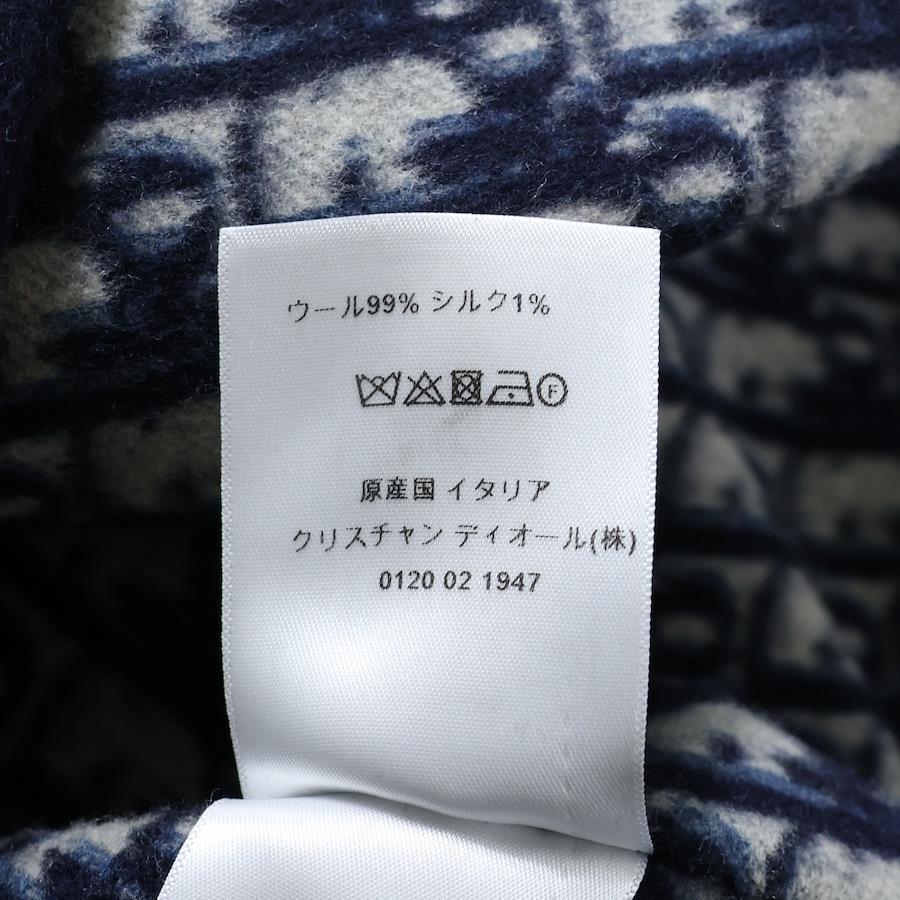 ウール99% シルク1%
F
原産国 イタリア
クリスチャン ディオール(株)
0120 02 1947